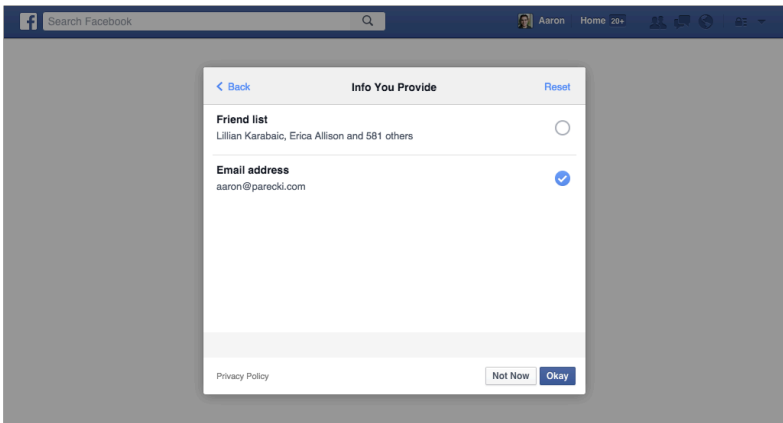 f Search Facebook Aaron Home 20+
Back Info You Provide Reset
Friend list
Lillian Karabaic, Erica Allison and 581 others
Email address
aaron@parecki.com
Privacy Policy Not Now Okay